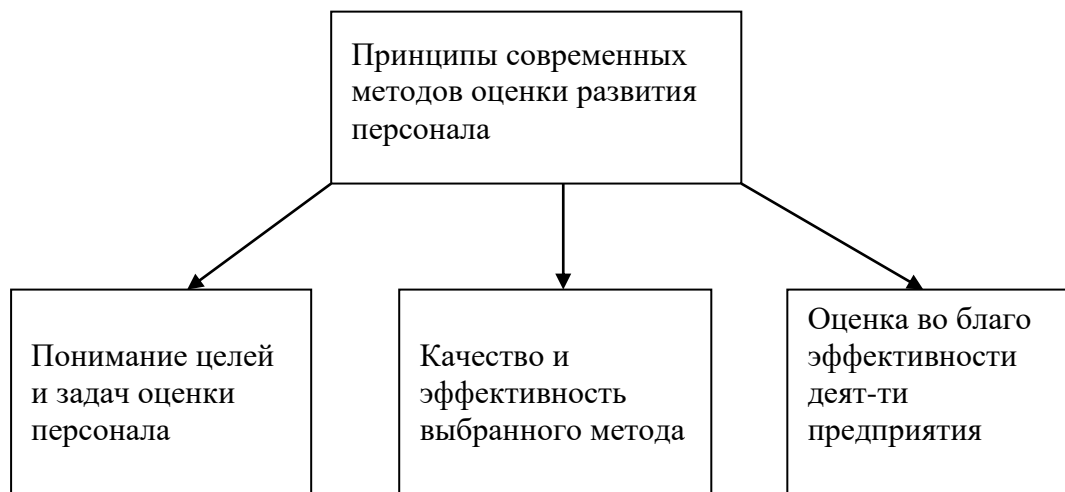 Принципы современных
методов оценки развития
персонала
Понимание целей
и задач оценки
персонала
Качество и
эффективность
выбранного метода
Оценка во благо
эффективности
деят-ти
предприятия